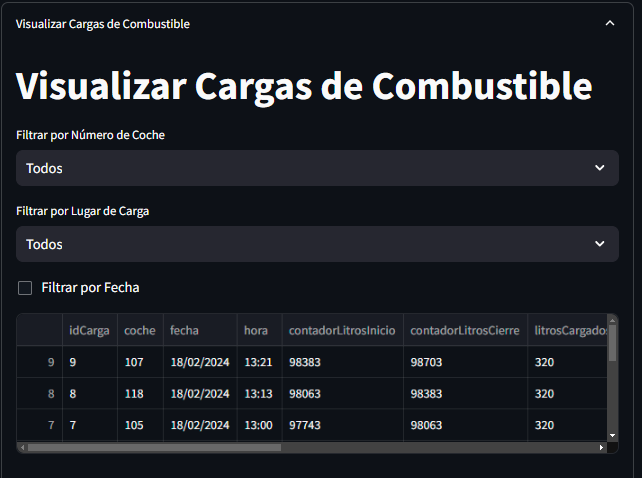 Visualizar Cargas de Combustible
Visualizar Cargas de Combustible
Filtrar por Número de Coche
Todos
Filtrar por Lugar de Carga
Todos
Filtrar por Fecha
idCarga coche fecha hora contadorLitrosInicio contadorLitrosCierre litrosCargados
9 9 107 18/02/2024 13:21 98383 98703 320
8 8 118 18/02/2024 13:13 98063 98383 320
7 7 105 18/02/2024 13:00 97743 98063 320